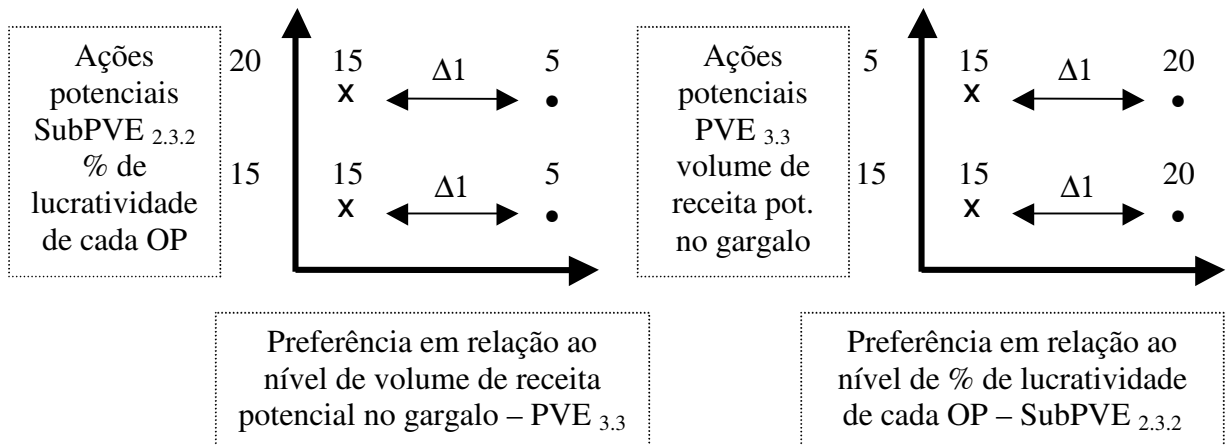 Ações
potenciais
SubPVE 2.3.2
% de
lucratividade
de cada OP
20
15
5
Δ1
x
•
15
15
5
Δ1
x
•
Preferência em relação ao
nível de volume de receita
potencial no gargalo – PVE 3.3
Ações
potenciais
PVE 3.3
volume de
receita pot.
no gargalo
5
15
20
Δ1
x
•
15
15
20
Δ1
x
•
Preferência em relação ao
nível de % de lucratividade
de cada OP – SubPVE 2.3.2